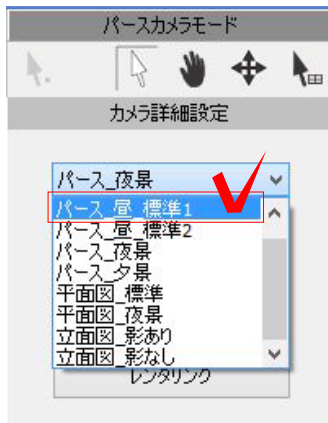 パースカメラモード
カメラ詳細設定
パース_夜景
パース_昼_標準1
パース_昼_標準2
パース_夜景
パース_夕景
平面図_標準
平面図_夜景
立面図_影あり
立面図_影なし
レンダリング